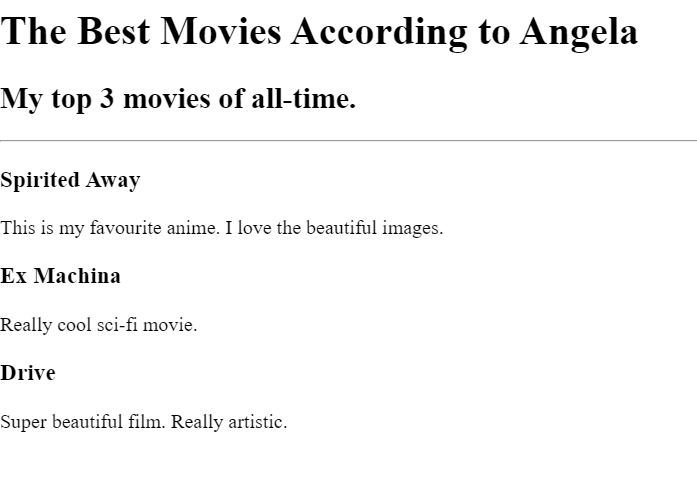 The Best Movies According to Angela
My top 3 movies of all-time.
Spirited Away
This is my favourite anime. I love the beautiful images.
Ex Machina
Really cool sci-fi movie.
Drive
Super beautiful film. Really artistic.